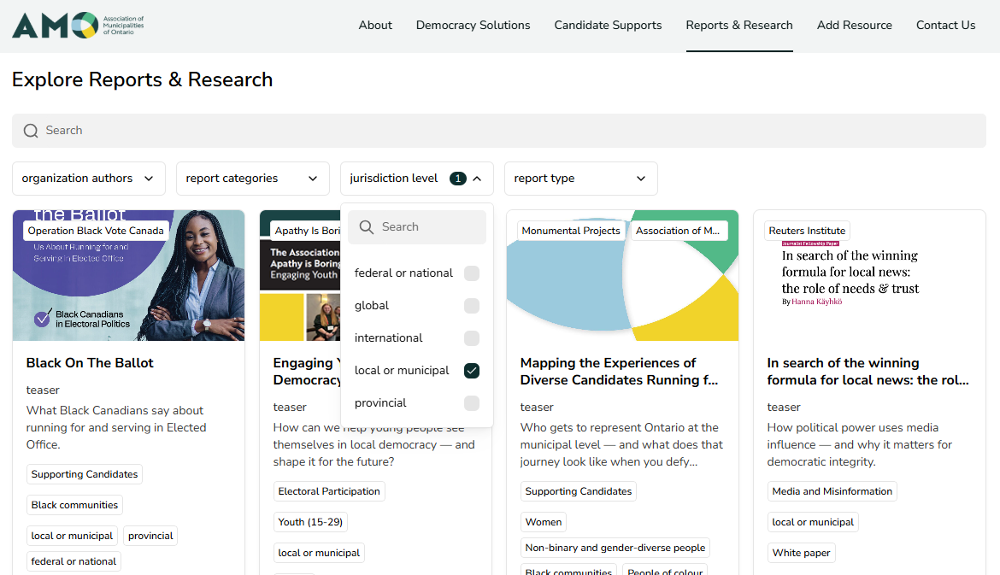 AMO
Association of
Municipalities
of Ontario
About
Democracy Solutions
Candidate Supports
Reports & Research
Add Resource
Contact Us
Explore Reports & Research
Search
organization authors
report categories
jurisdiction level 1
report type
the Ballot
Operation Black Vote Canada
Us About Running for and
Serving in Elected Office
Black Canadians
in Electoral Politics
Black On The Ballot
teaser
What Black Canadians say about
running for and serving in Elected
Office.
Supporting Candidates
Black communities
local or municipal
provincial
federal or national
Apathy Is Bori
The Association
Apathy is Boring
Engaging Youth
Search
federal or national
global
international
local or municipal
provincial
Engaging Y
Democracy
teaser
How can we help young people see
themselves in local democracy — and
shape it for the future?
Electoral Participation
Youth (15-29)
local or municipal
Monumental Projects
Association of M...
Mapping the Experiences of
Diverse Candidates Running f...
teaser
Who gets to represent Ontario at the
municipal level — and what does that
journey look like when you defy...
Supporting Candidates
Women
Non-binary and gender-diverse people
Black communities
People of colour
Reuters Institute
Journalist Fellowship Paper
In search of the winning
formula for local news:
the role of needs & trust
By Hanna Käyhkö
In search of the winning
formula for local news: the rol...
teaser
How political power uses media
influence — and why it matters for
democratic integrity.
Media and Misinformation
local or municipal
White paper